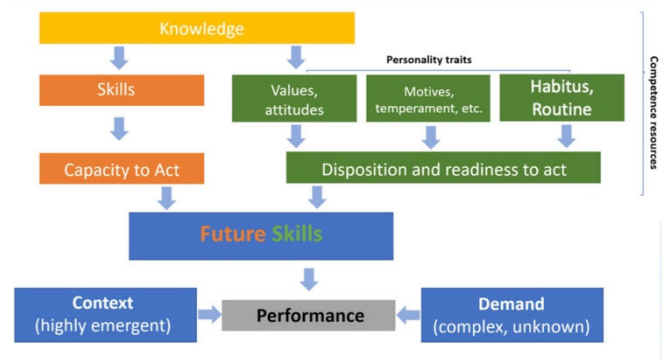 Knowledge
Personality traits
Skills
Values,
attitudes
Motives,
temperament, etc.
Habitus,
Routine
Competence resources
Capacity to Act
Disposition and readiness to act
Future Skills
Context
(highly emergent)
Performance
Demand
(complex, unknown)